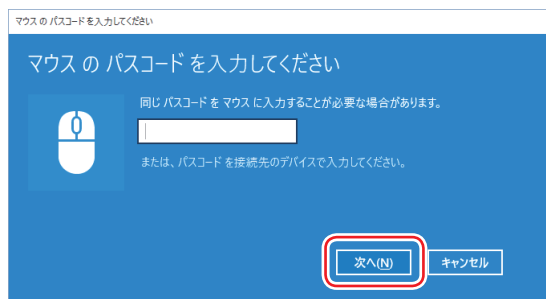 マウス の パスコード を入力してください
マウス の パスコード を入力してください
同じ パスコード を マウス に入力することが必要な場合があります。
または、パスコード を接続先のデバイスで入力してください。
次へ(N)
キャンセル